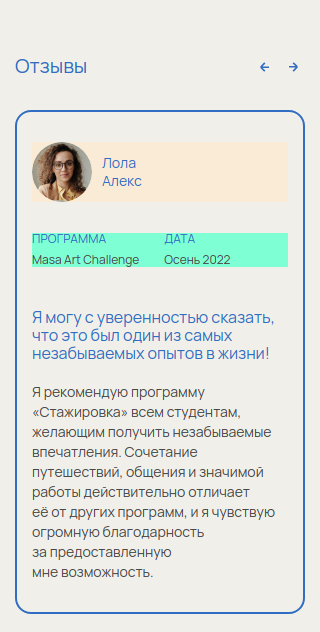 Отзывы
Лола
Алекс
ПРОГРАММА ДАТА
Masa Art Challenge Осень 2022
Я могу с уверенностью сказать,
что это был один из самых
незабываемых опытов в жизни!
Я рекомендую программу
«Стажировка» всем студентам,
желающим получить незабываемые
впечатления. Сочетание
путешествий, общения и значимой
работы действительно отличает
её от других программ, и я чувствую
огромную благодарность
за предоставленную
мне возможность.